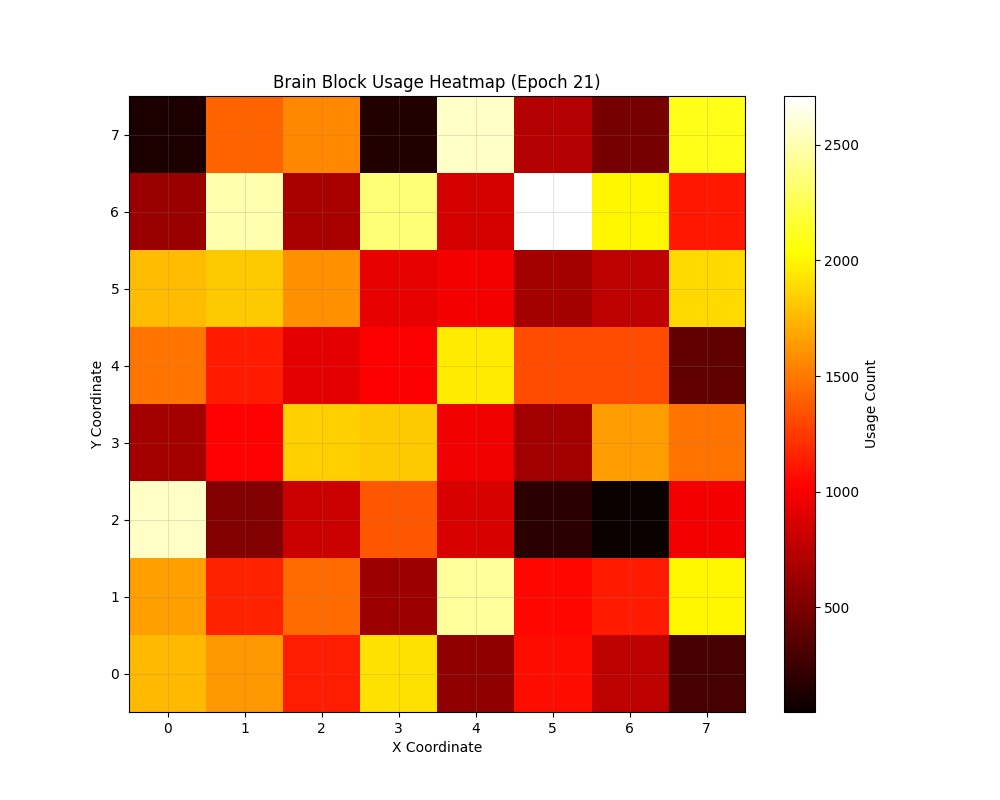 Brain Block Usage Heatmap (Epoch 21)
7
6
5
4
3
2
1
0
Y Coordinate
0 1 2 3 4 5 6 7
X Coordinate
2500
2000
1500
1000
500
Usage Count